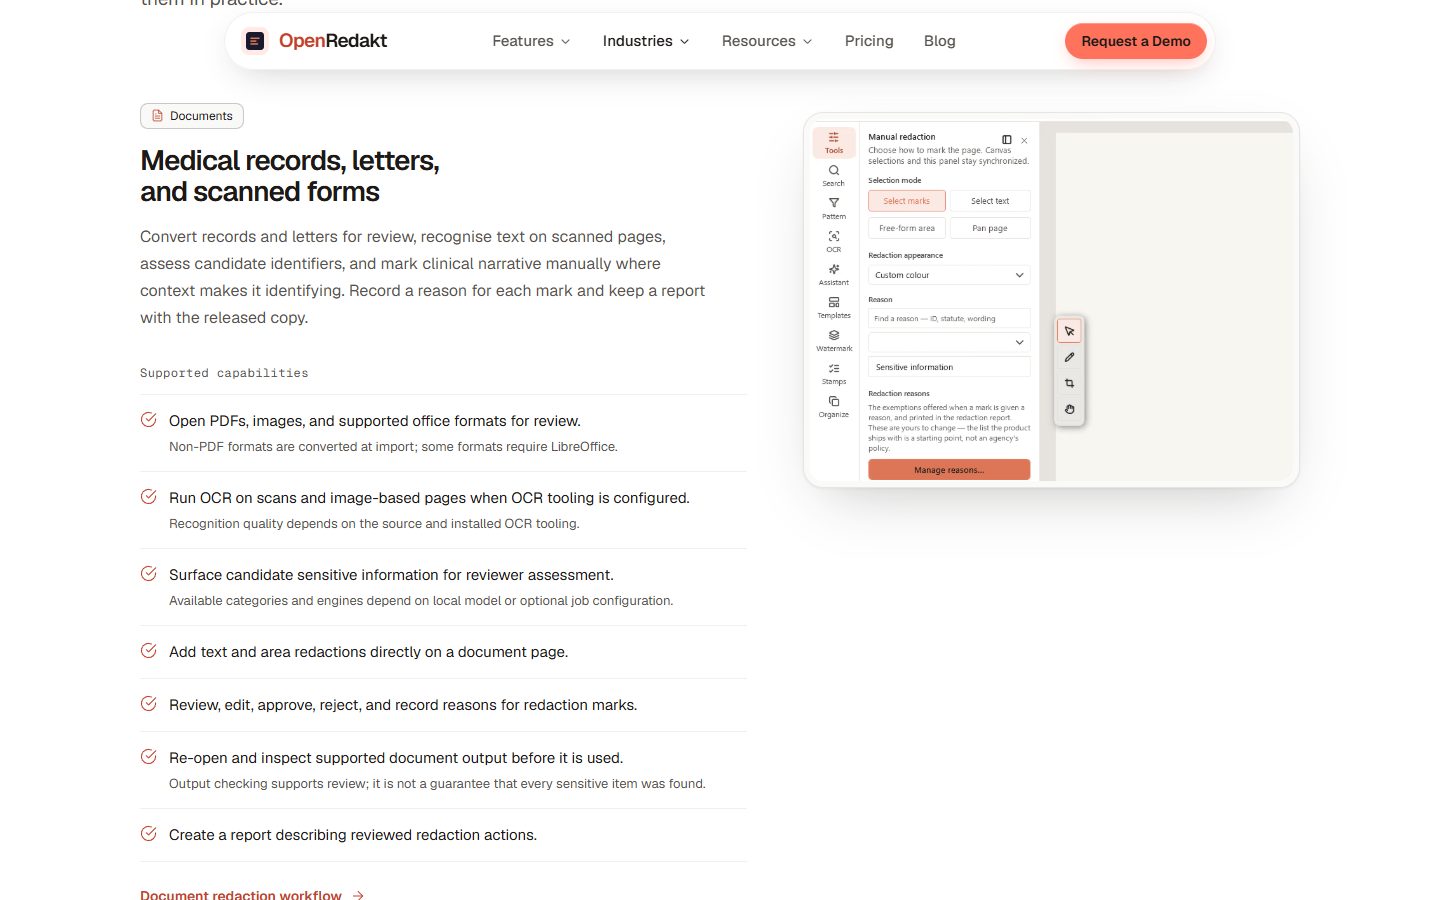 OpenRedakt
Features
Industries
Resources
Pricing
Blog
Request a Demo
Documents
Medical records, letters,
and scanned forms
Convert records and letters for review, recognise text on scanned pages,
assess candidate identifiers, and mark clinical narrative manually where
context makes it identifying. Record a reason for each mark and keep a report
with the released copy.
Supported capabilities
Open PDFs, images, and supported office formats for review.
Non-PDF formats are converted at import; some formats require LibreOffice.
Run OCR on scans and image-based pages when OCR tooling is configured.
Recognition quality depends on the source and installed OCR tooling.
Surface candidate sensitive information for reviewer assessment.
Available categories and engines depend on local model or optional job configuration.
Add text and area redactions directly on a document page.
Review, edit, approve, reject, and record reasons for redaction marks.
Re-open and inspect supported document output before it is used.
Output checking supports review; it is not a guarantee that every sensitive item was found.
Create a report describing reviewed redaction actions.
Document redaction workflow
Tools
Search
Pattern
OCR
Assistant
Templates
Watermark
Stamps
Organize
Manual redaction
Choose how to mark the page. Canvas
selections and this panel stay synchronized.
Selection mode
Select marks
Select text
Free-form area
Pan page
Redaction appearance
Custom colour
Reason
Find a reason — ID, statute, wording
Sensitive information
Redaction reasons
The exemptions offered when a mark is given a
reason, and printed in the redaction report.
These are yours to change — the list the product
ships with is a starting point, not an agency's
policy.
Manage reasons...